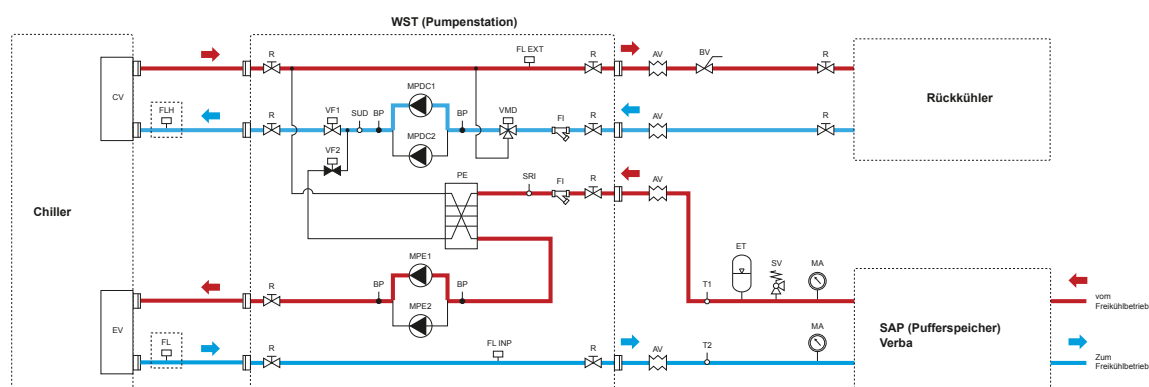 WST (Pumpenstation)
R
FL EXT
R
AV
BV
R
CV
Rückkühler
FLH
R
VF1
SUD
BP
MPDC1
BP
VMD
FI
R
AV
R
MPDC2
VF2
PE
SRI
FI
R
AV
Chiller
ET
SV
MA
R
BP
MPE1
BP
T1
vom
Freikühlbetrieb
MPE2
EV
SAP (Pufferspeicher)
Verba
FL
R
FL INP
R
AV
T2
MA
Zum
Freikühlbetrieb